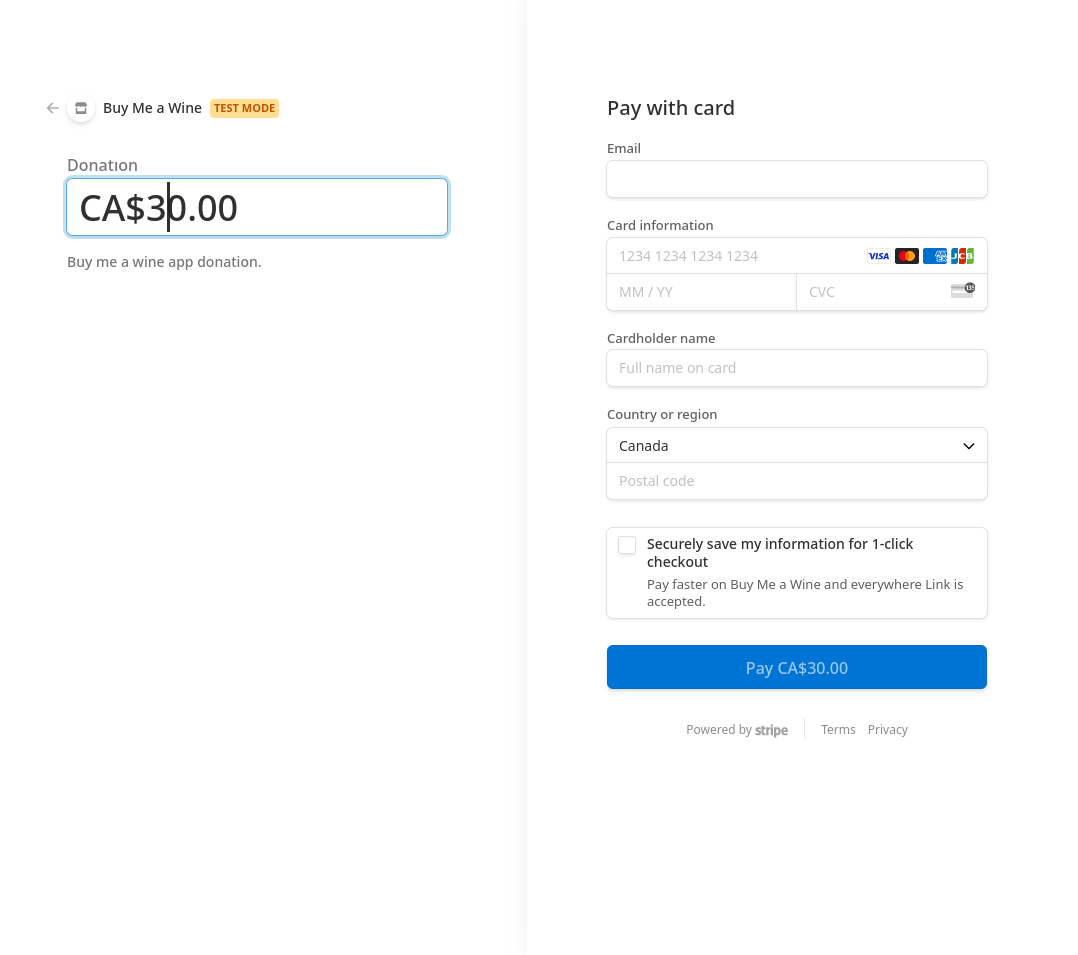 Buy Me a Wine TEST MODE
Donation
CA$30.00
Buy me a wine app donation.
Pay with card
Email
Card information
1234 1234 1234 1234 VISA AMEX JCB
MM / YY CVC 135
Cardholder name
Full name on card
Country or region
Canada
Postal code
Securely save my information for 1-click
checkout
Pay faster on Buy Me a Wine and everywhere Link is
accepted.
Pay CA$30.00
Powered by stripe Terms Privacy